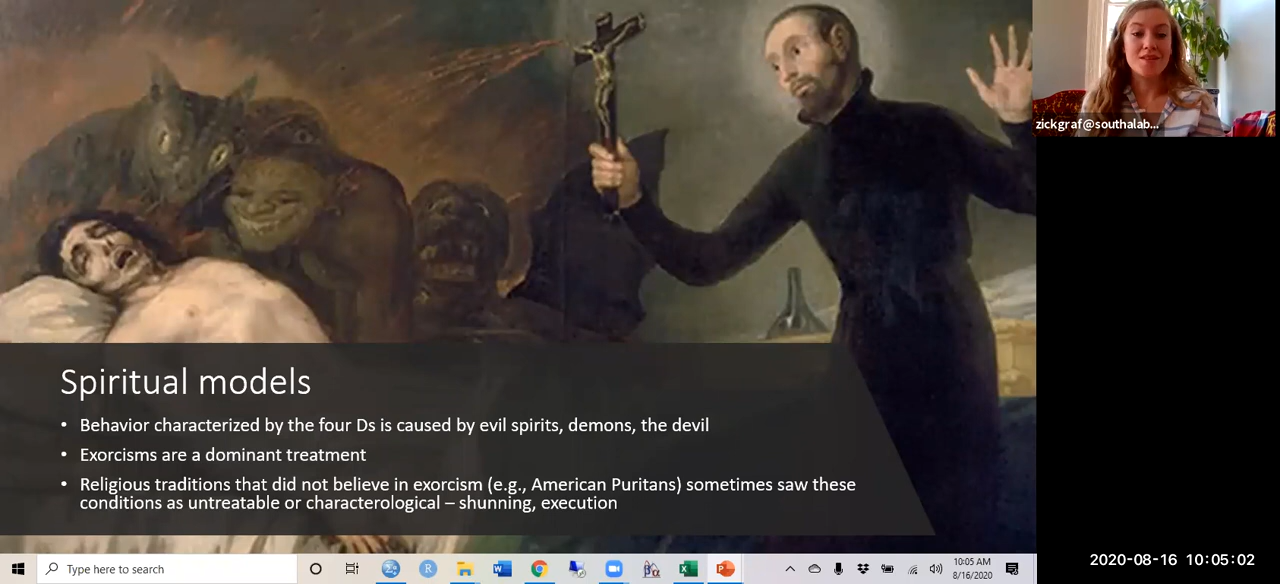 zickgraf@southalab...
Spiritual models
• Behavior characterized by the four Ds is caused by evil spirits, demons, the devil
• Exorcisms are a dominant treatment
• Religious traditions that did not believe in exorcism (e.g., American Puritans) sometimes saw these
conditions as untreatable or characterological – shunning, execution
Type here to search
10:05 AM
8/16/2020
2020-08-16 10:05:02